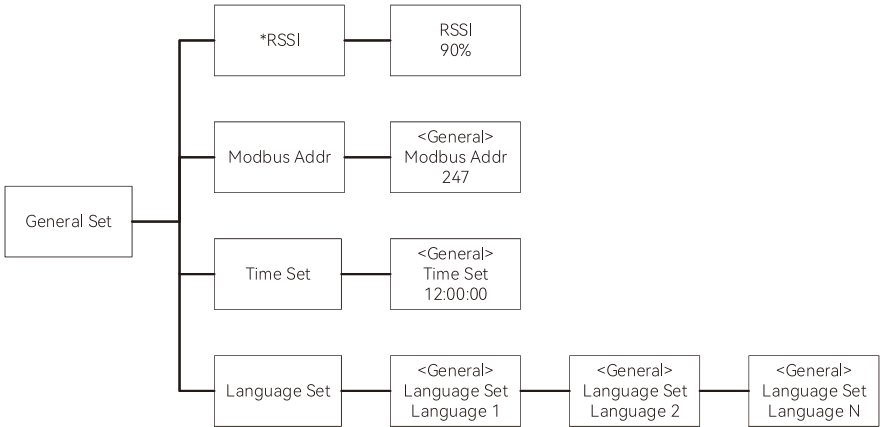 *RSSI
RSSI
90%
Modbus Addr
<General>
Modbus Addr
247
General Set
Time Set
<General>
Time Set
12:00:00
Language Set
<General>
Language Set
Language 1
<General>
Language Set
Language 2
<General>
Language Set
Language N